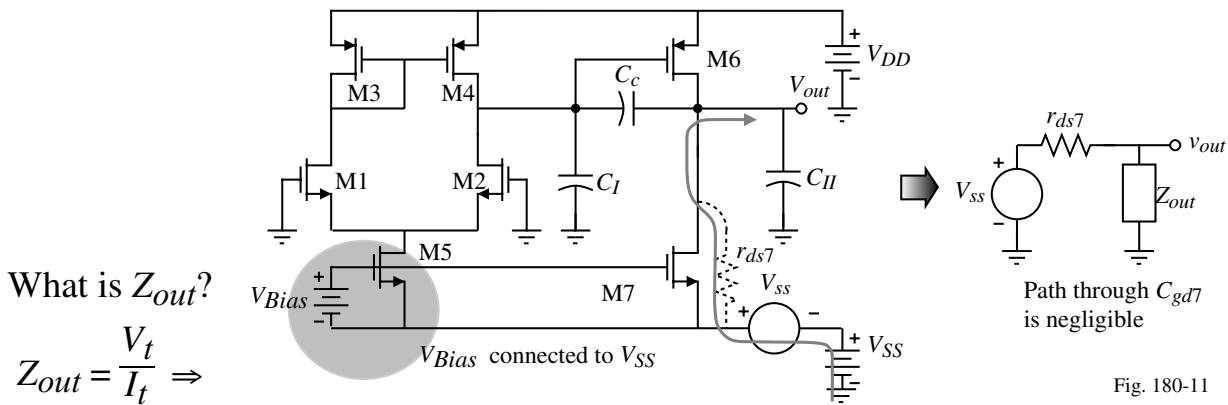 M3
M4
M6
V_DD
C_c
V_out
M1
M2
C_I
C_II
r_ds7
v_out
V_ss
Z_out
M5
M7
r_ds7
V_ss
What is Z_out?
V_Bias
V_Bias connected to V_SS
V_SS
Path through C_gd7
is negligible
Z_out = V_t / I_t ⇒
Fig. 180-11
+
−
+
−
+
−
+
−
+
−